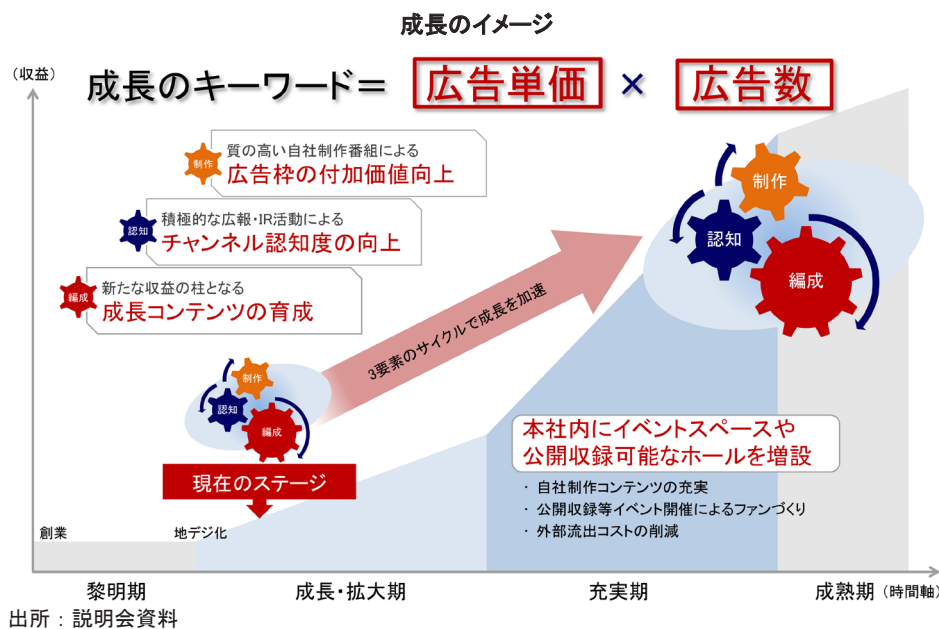 成長のイメージ
（収益）
成長のキーワード＝ 広告単価 × 広告数
制作
質の高い自社制作番組による
広告枠の付加価値向上
認知
積極的な広報・IR活動による
チャンネル認知度の向上
編成
新たな収益の柱となる
成長コンテンツの育成
制作
認知
編成
3要素のサイクルで成長を加速
制作
認知
編成
現在のステージ
本社内にイベントスペースや
公開収録可能なホールを増設
・ 自社制作コンテンツの充実
・ 公開収録等イベント開催によるファンづくり
・ 外部流出コストの削減
創業
地デジ化
黎明期
成長・拡大期
充実期
成熟期
（時間軸）
出所：説明会資料